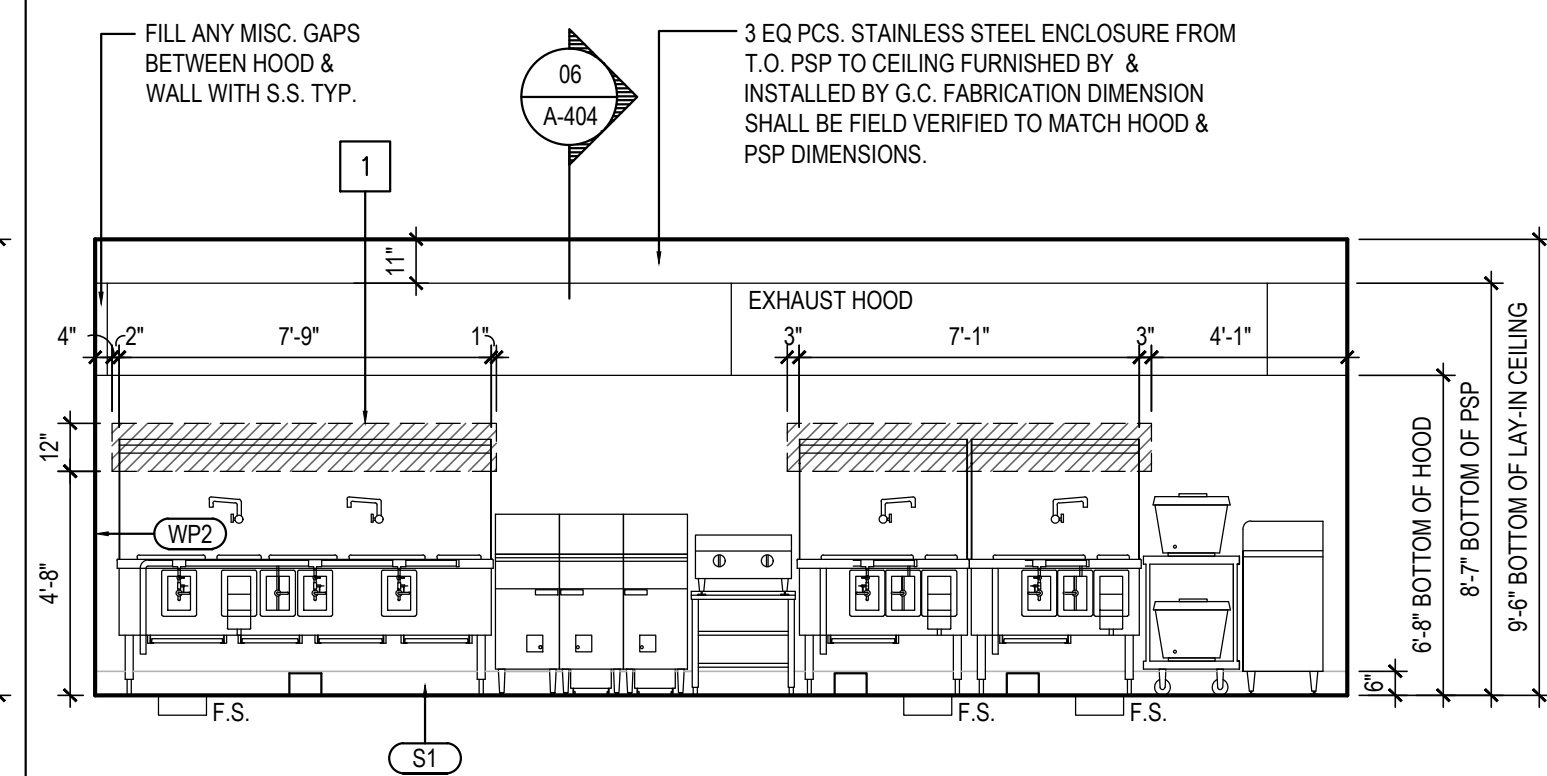 FILL ANY MISC. GAPS
BETWEEN HOOD &
WALL WITH S.S. TYP.
06
A-404
3 EQ PCS. STAINLESS STEEL ENCLOSURE FROM
T.O. PSP TO CEILING FURNISHED BY &
INSTALLED BY G.C. FABRICATION DIMENSION
SHALL BE FIELD VERIFIED TO MATCH HOOD &
PSP DIMENSIONS.
1
11"
EXHAUST HOOD
4"
2"
7'-9"
1"
3"
7'-1"
3"
4'-1"
12"
4'-8"
WP2
6"
6'-8" BOTTOM OF HOOD
8'-7" BOTTOM OF PSP
9'-6" BOTTOM OF LAY-IN CEILING
F.S.
F.S.
F.S.
S1